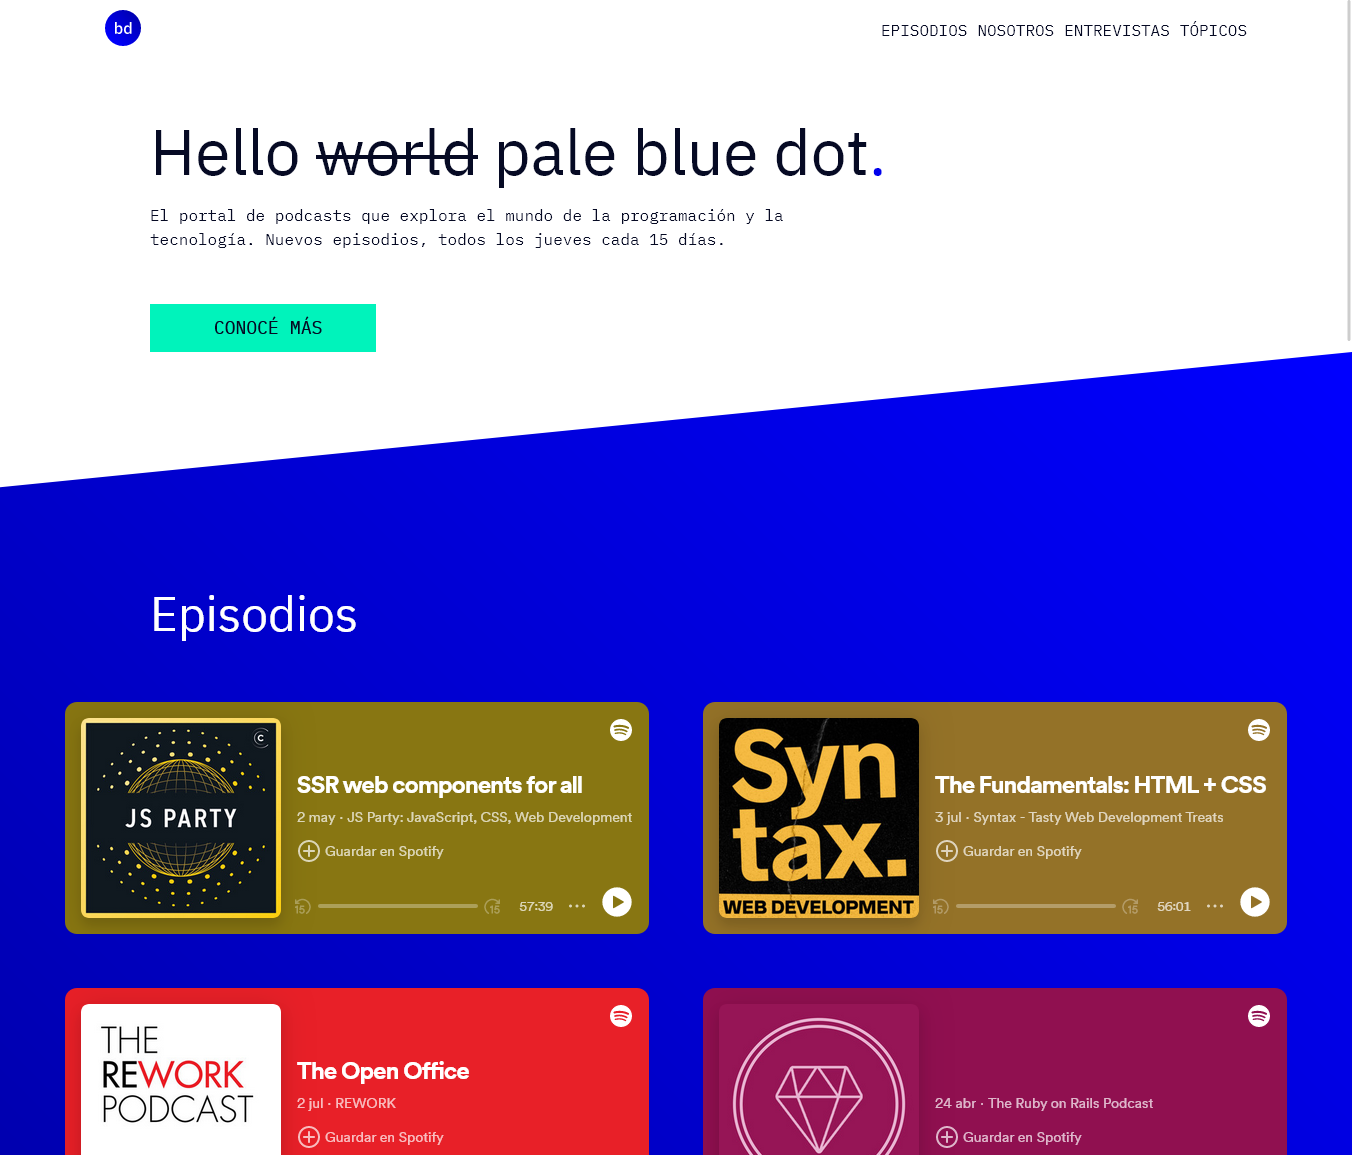 bd
EPISODIOS NOSOTROS ENTREVISTAS TÓPICOS
Hello world pale blue dot.
El portal de podcasts que explora el mundo de la programación y la
tecnología. Nuevos episodios, todos los jueves cada 15 días.
CONOCÉ MÁS
Episodios
C
JS PARTY
SSR web components for all
2 may · JS Party: JavaScript, CSS, Web Development
Guardar en Spotify
15
15
57:39
Syn
tax.
WEB DEVELOPMENT
The Fundamentals: HTML + CSS
3 jul · Syntax - Tasty Web Development Treats
Guardar en Spotify
15
15
56:01
THE
REWORK
PODCAST
The Open Office
2 jul · REWORK
Guardar en Spotify
24 abr · The Ruby on Rails Podcast
Guardar en Spotify